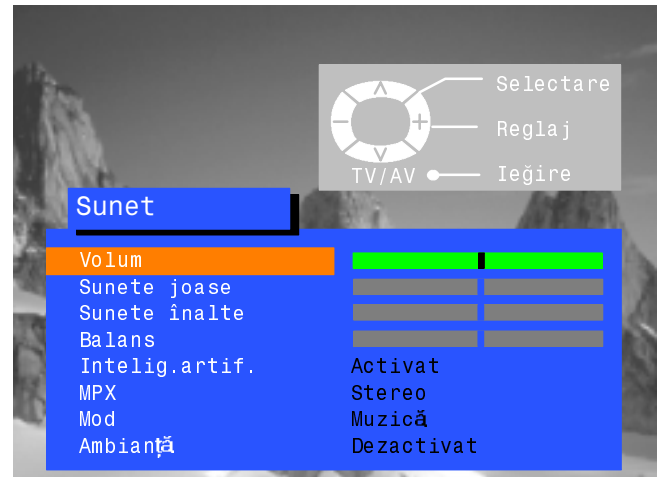 Selectare
Reglaj
TV/AV Ieğire
Sunet
Volum
Sunete joase
Sunete înalte
Balans
Intelig.artif. Activat
MPX Stereo
Mod Muzică
Ambianță Dezactivat